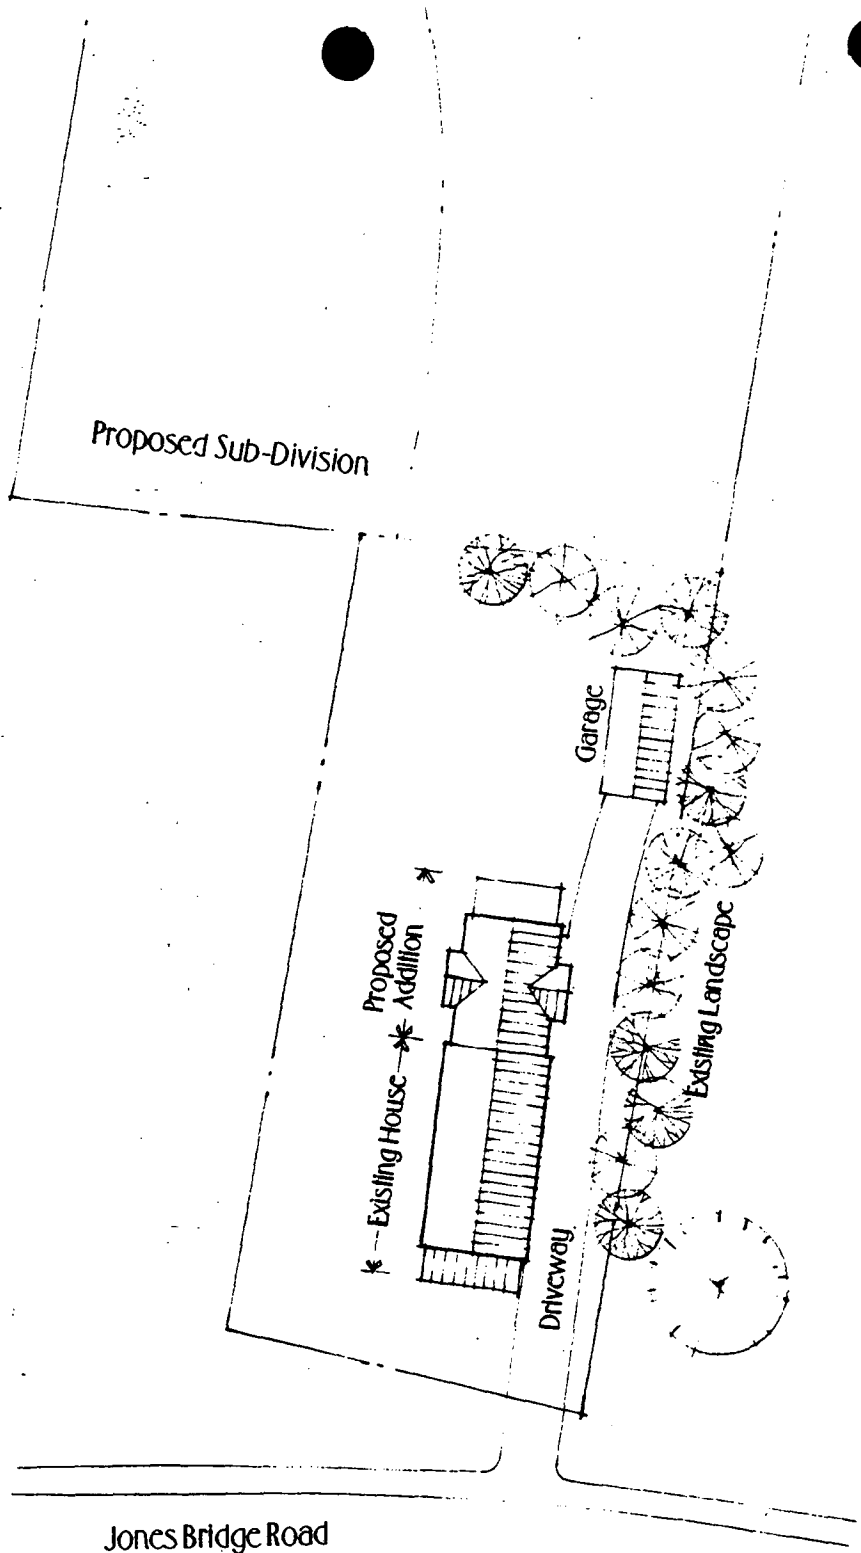 Proposed Sub-Division
Garage
Proposed
Addition
Existing House
Existing Landscape
Driveway
Jones Bridge Road